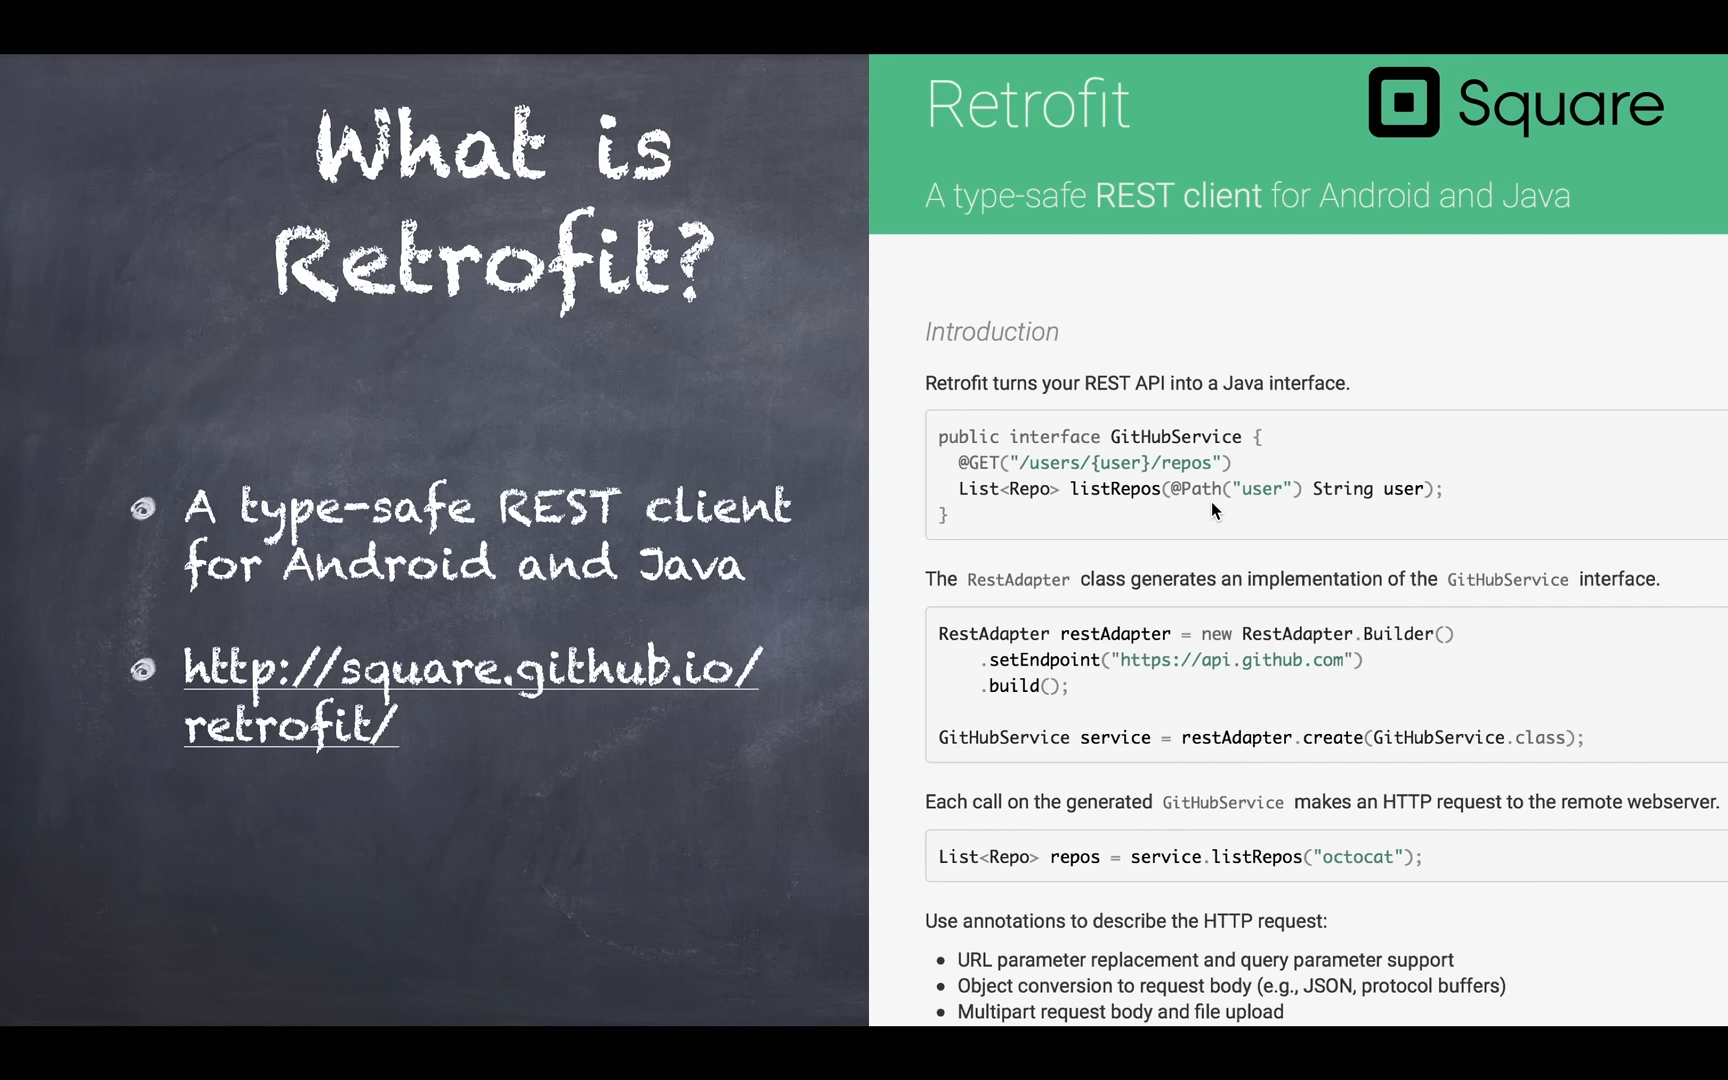 What is
Retrofit?
A type-safe REST client
for Android and Java
http://square.github.io/
retrofit/
Retrofit
Square
A type-safe REST client for Android and Java
Introduction
Retrofit turns your REST API into a Java interface.
public interface GitHubService {
  @GET("/users/{user}/repos")
  List<Repo> listRepos(@Path("user") String user);
}
The RestAdapter class generates an implementation of the GitHubService interface.
RestAdapter restAdapter = new RestAdapter.Builder()
    .setEndpoint("https://api.github.com")
    .build();
GitHubService service = restAdapter.create(GitHubService.class);
Each call on the generated GitHubService makes an HTTP request to the remote webserver.
List<Repo> repos = service.listRepos("octocat");
Use annotations to describe the HTTP request:
URL parameter replacement and query parameter support
Object conversion to request body (e.g., JSON, protocol buffers)
Multipart request body and file upload